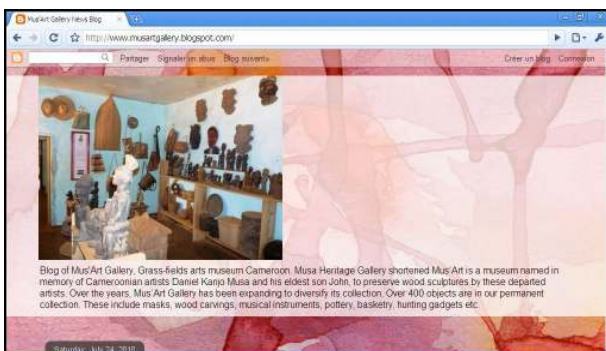 Mus'Art Gallery News Blog
http://www.musartgallery.blogspot.com/
Partager Signaler un abus Blog suivant» Créer un blog Connexion
Blog of Mus'Art Gallery, Grass-fields arts museum Cameroon. Musa Heritage Gallery shortened Mus'Art is a museum named in
memory of Cameroonian artists Daniel Kanjo Musa and his eldest son John, to preserve wood sculptures by these departed
artists. Over the years, Mus'Art Gallery has been expanding to diversify its collection. Over 400 objects are in our permanent
collection. These include masks, wood carvings, musical instruments, pottery, basketry, hunting gadgets etc.
Saturday, July 24, 2010